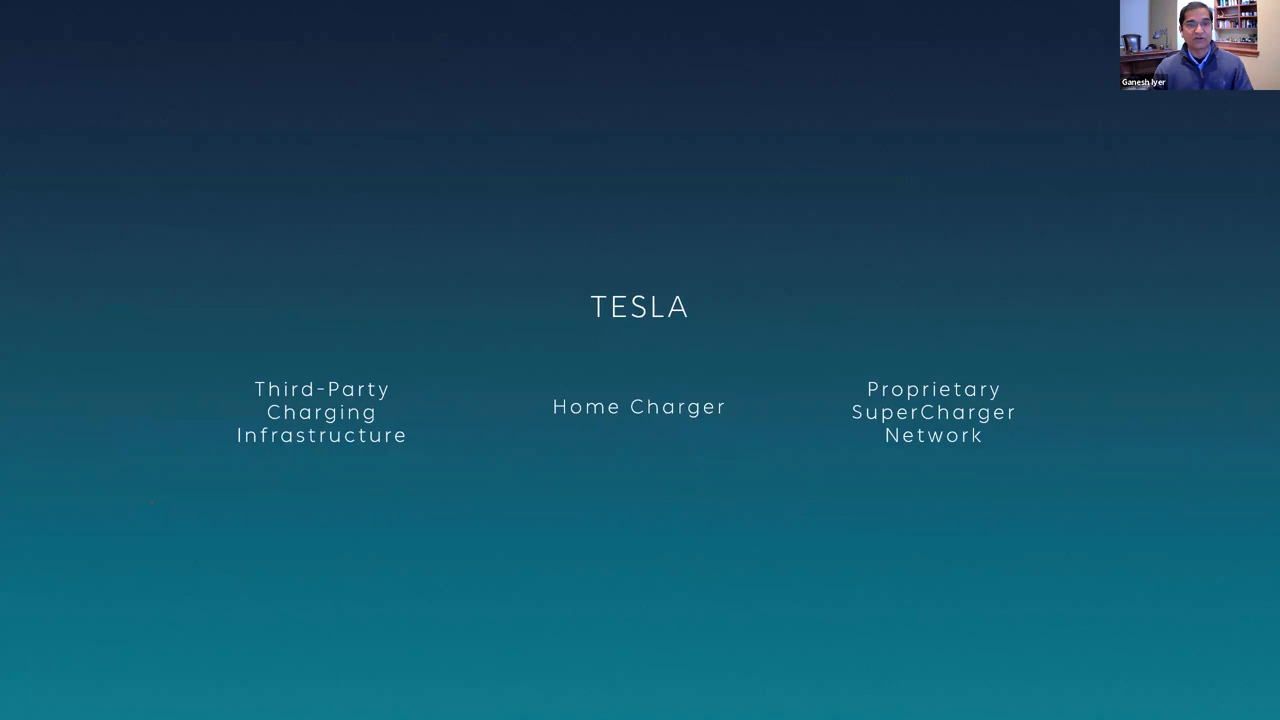 Ganesh Iyer
TESLA
Third-Party
Charging
Infrastructure
Home Charger
Proprietary
SuperCharger
Network